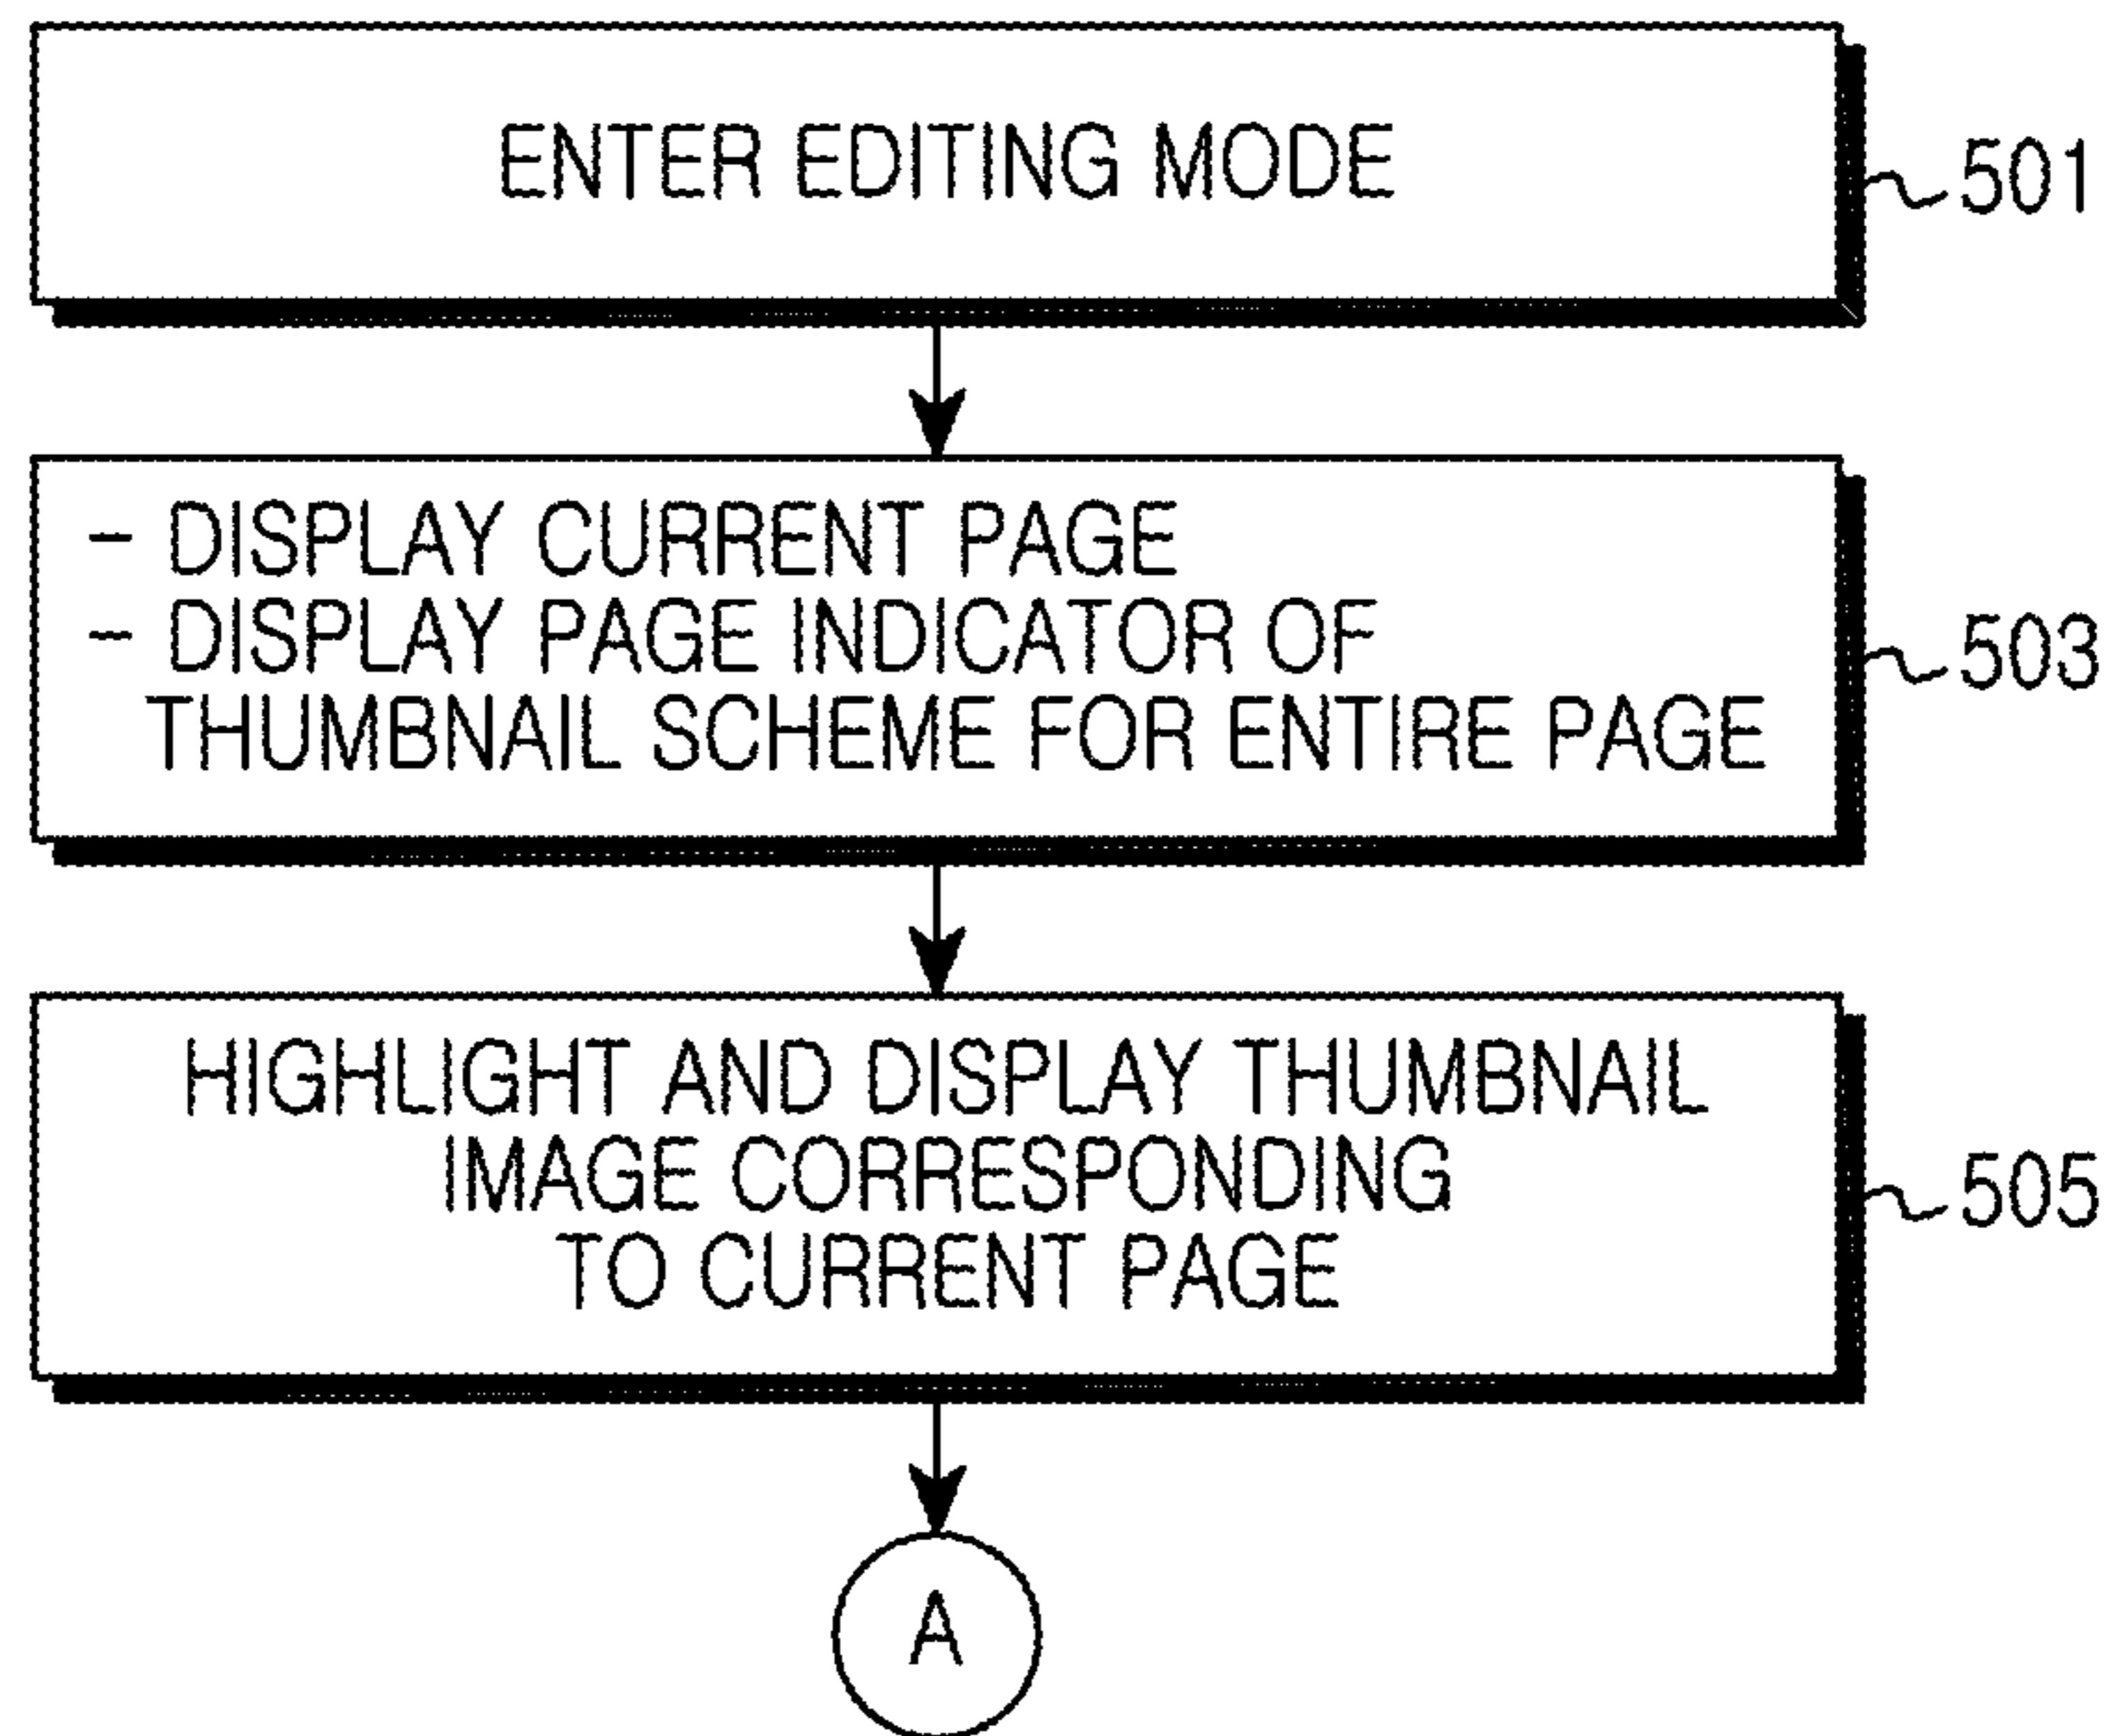 ENTER EDITING MODE
501
- DISPLAY CURRENT PAGE
- DISPLAY PAGE INDICATOR OF
THUMBNAIL SCHEME FOR ENTIRE PAGE
503
HIGHLIGHT AND DISPLAY THUMBNAIL
IMAGE CORRESPONDING
TO CURRENT PAGE
505
A